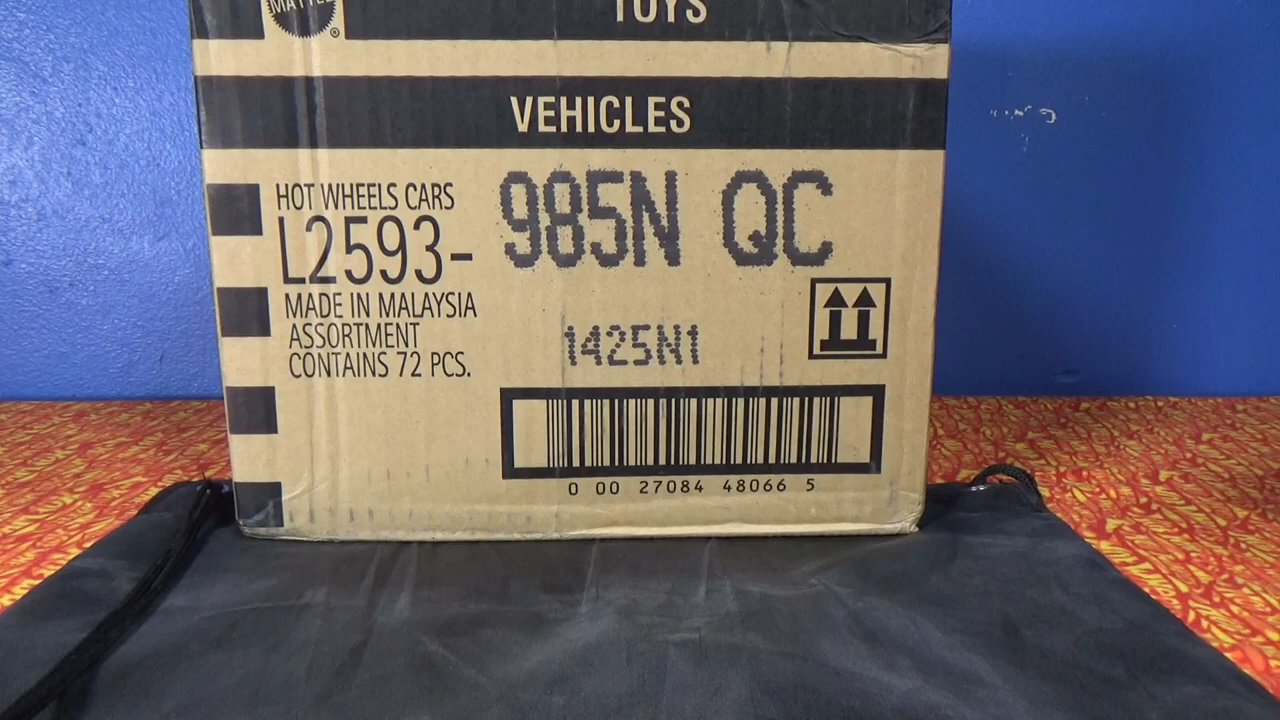 MATTEL
®
TOYS
VEHICLES
HOT WHEELS CARS
L2593-
985N QC
MADE IN MALAYSIA
ASSORTMENT
CONTAINS 72 PCS.
1425N1
0 00 27084 48066 5